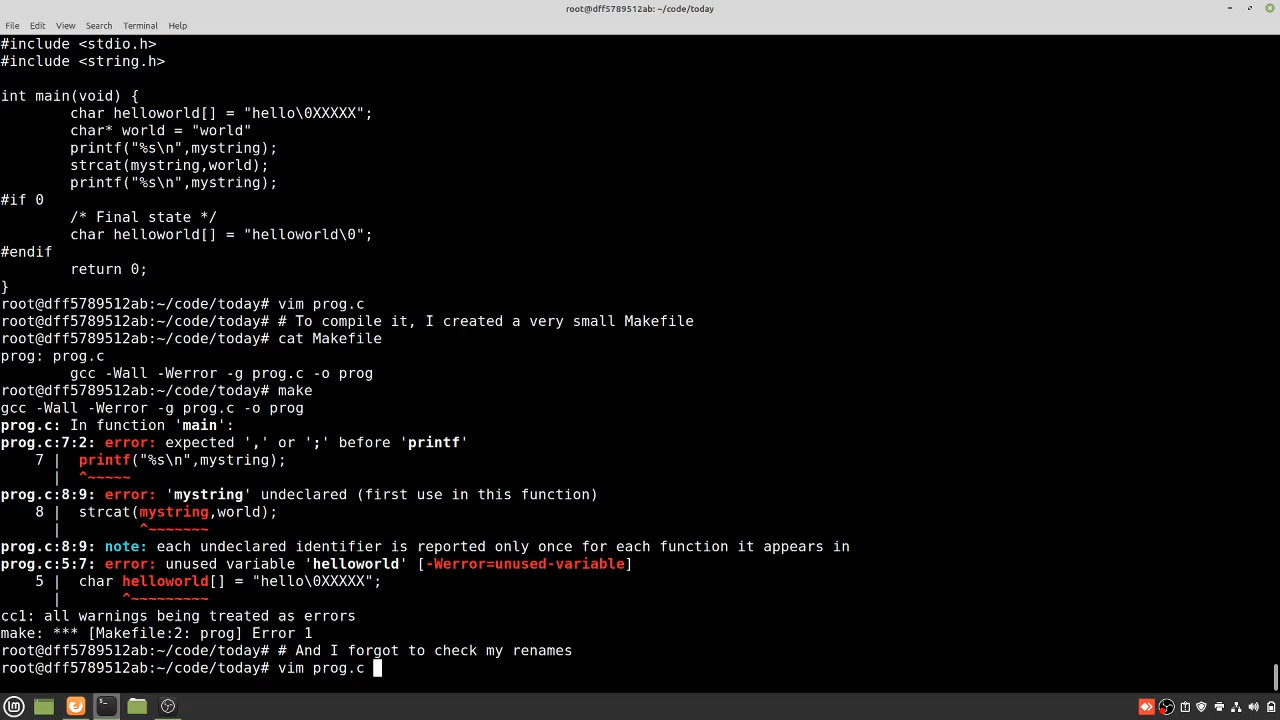 root@dff5789512ab: ~/code/today
File Edit View Search Terminal Help
#include <stdio.h>
#include <string.h>
int main(void) {
        char helloworld[] = "hello\0XXXXX";
        char* world = "world"
        printf("%s\n",mystring);
        strcat(mystring,world);
        printf("%s\n",mystring);
#if 0
        /* Final state */
        char helloworld[] = "helloworld\0";
#endif
        return 0;
}
root@dff5789512ab:~/code/today# vim prog.c
root@dff5789512ab:~/code/today# # To compile it, I created a very small Makefile
root@dff5789512ab:~/code/today# cat Makefile
prog: prog.c
        gcc -Wall -Werror -g prog.c -o prog
root@dff5789512ab:~/code/today# make
gcc -Wall -Werror -g prog.c -o prog
prog.c: In function 'main':
prog.c:7:2: error: expected ',' or ';' before 'printf'
    7 |  printf("%s\n",mystring);
      |  ^~~~~~
prog.c:8:9: error: 'mystring' undeclared (first use in this function)
    8 |  strcat(mystring,world);
      |         ^~~~~~~~
prog.c:8:9: note: each undeclared identifier is reported only once for each function it appears in
prog.c:5:7: error: unused variable 'helloworld' [-Werror=unused-variable]
    5 |  char helloworld[] = "hello\0XXXXX";
      |       ^~~~~~~~~~
cc1: all warnings being treated as errors
make: *** [Makefile:2: prog] Error 1
root@dff5789512ab:~/code/today# # And I forgot to check my renames
root@dff5789512ab:~/code/today# vim prog.c